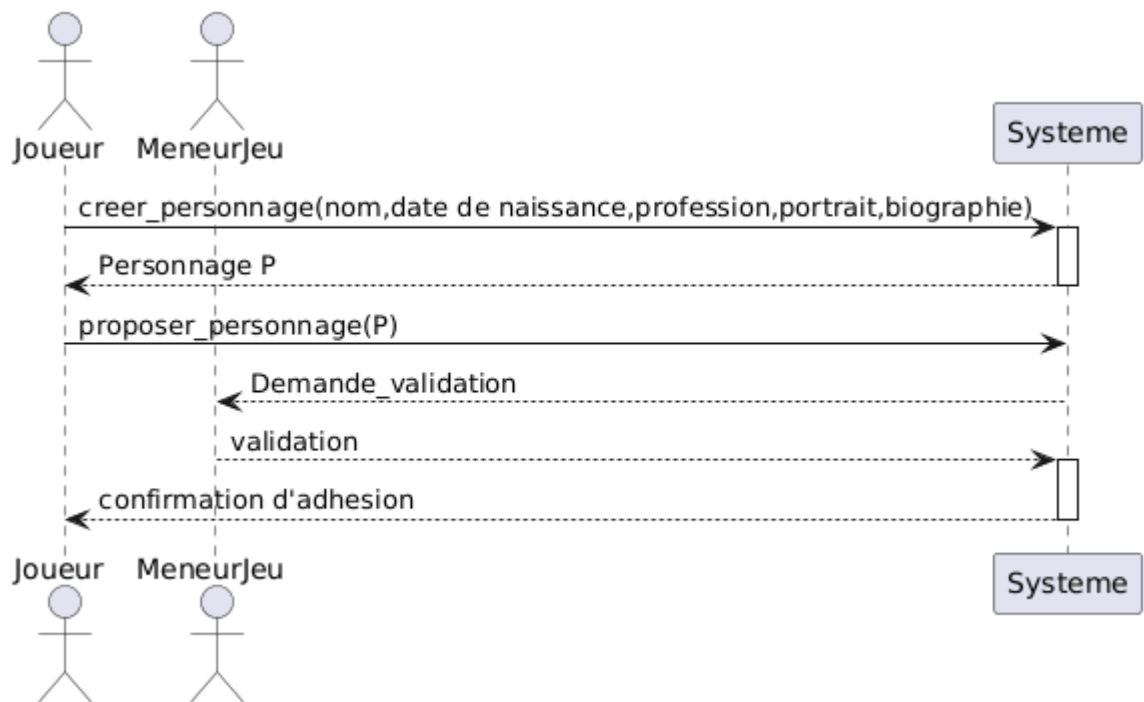 Joueur MeneurJeu Systeme
creer_personnage(nom,date de naissance,profession,portrait,biographie)
Personnage P
proposer_personnage(P)
Demande_validation
validation
confirmation d'adhesion
Joueur MeneurJeu Systeme